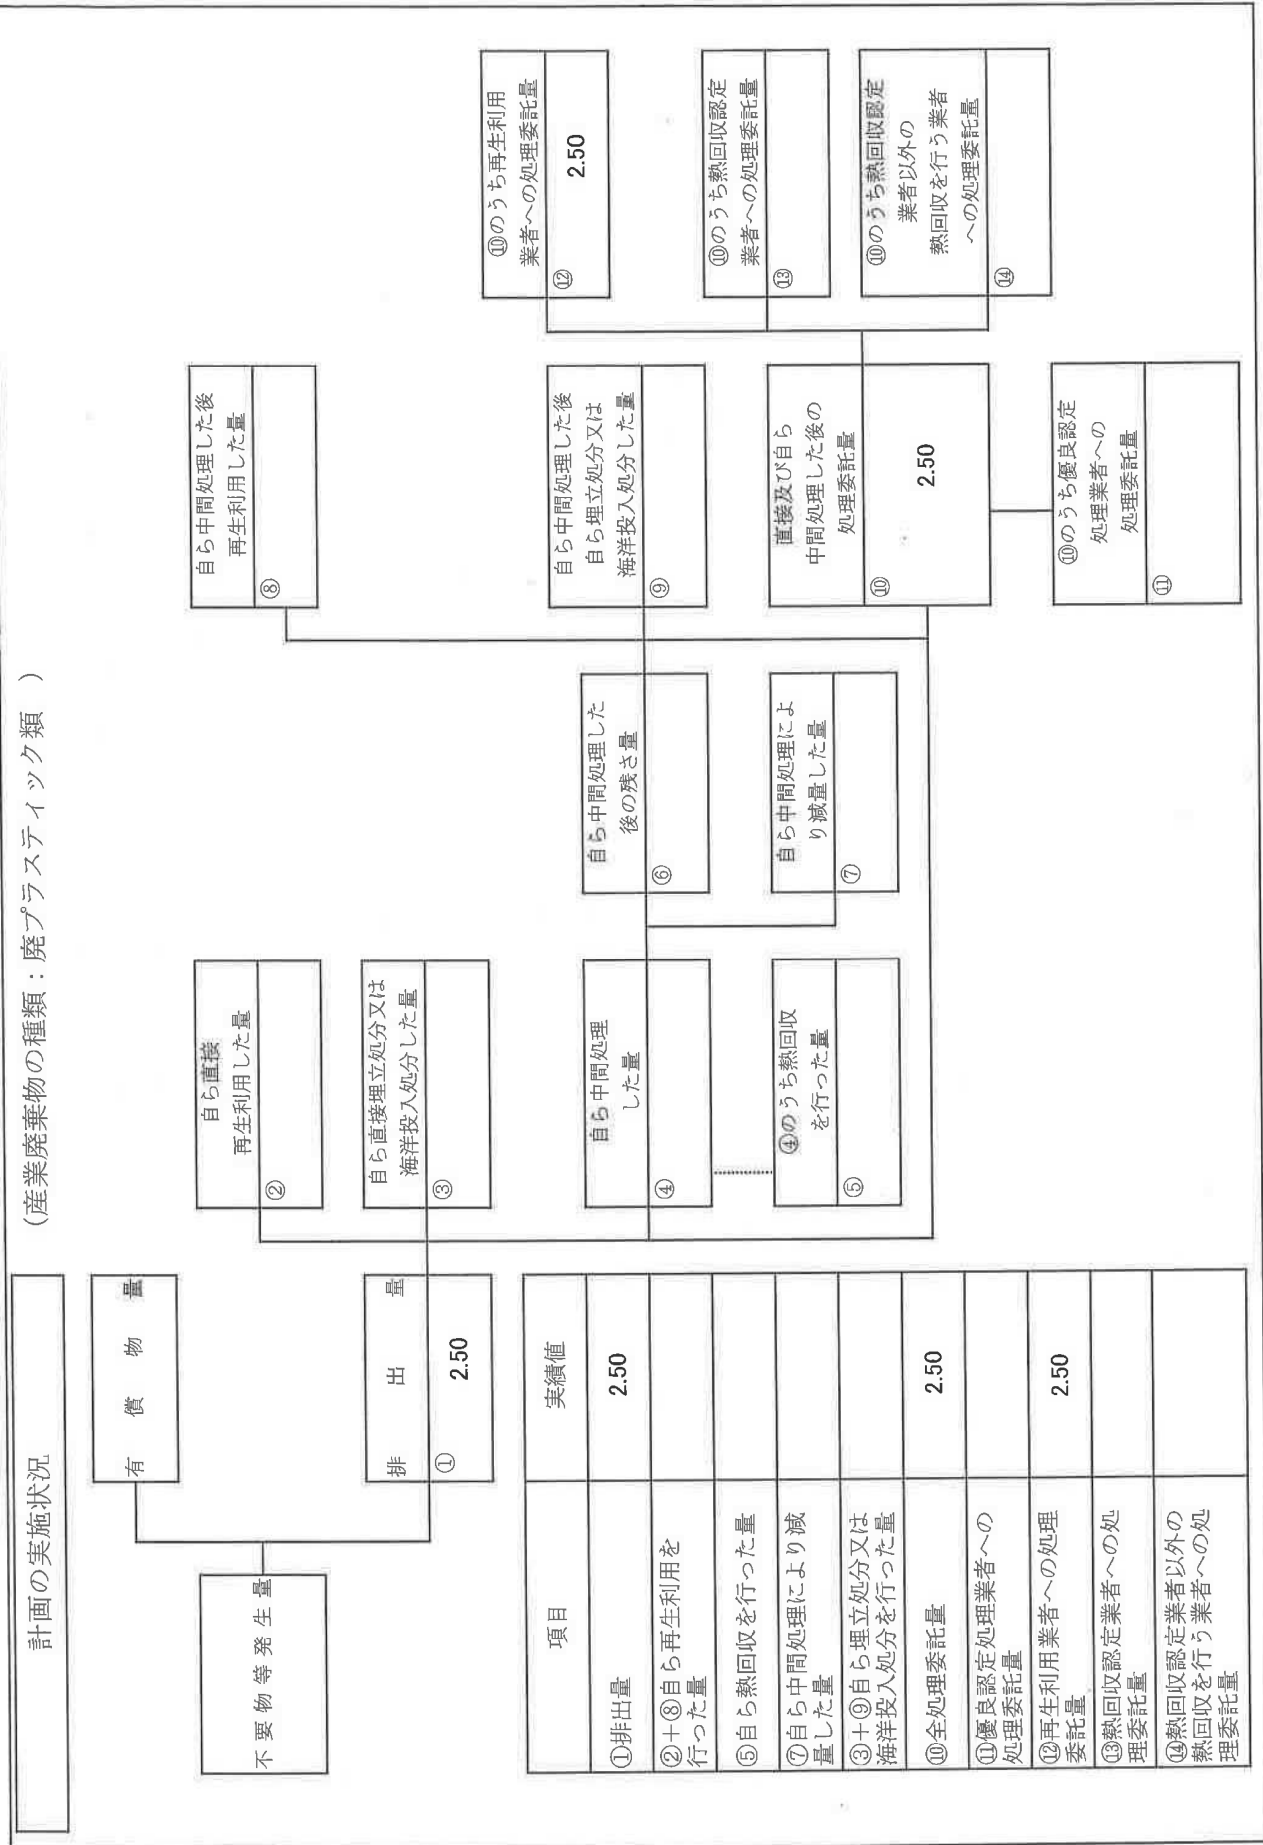 計画の実施状況
(産業廃棄物の種類：廃プラスティック類　)
不要物等発生量
有償物量
排出量
①
2.50
自ら直接
再生利用した量
②
自ら直接埋立処分又は
海洋投入処分した量
③
自ら中間処理
した量
④
④のうち熱回収
を行った量
⑤
自ら中間処理した
後の残さ量
⑥
自ら中間処理によ
り減量した量
⑦
自ら中間処理した後
再生利用した量
⑧
自ら中間処理した後
自ら埋立処分又は
海洋投入処分した量
⑨
直接及び自ら
中間処理した後の
処理委託量
⑩
2.50
⑩のうち優良認定
処理業者への
処理委託量
⑪
⑩のうち再生利用
業者への処理委託量
⑫
2.50
⑩のうち熱回収認定
業者への処理委託量
⑬
⑩のうち熱回収認定
業者以外の
熱回収を行う業者
への処理委託量
⑭
項目
実績値
①排出量
2.50
②＋⑧自ら再生利用を
行った量
⑤自ら熱回収を行った量
⑦自ら中間処理により減
量した量
③＋⑨自ら埋立処分又は
海洋投入処分を行った量
⑩全処理委託量
2.50
⑪優良認定処理業者への
処理委託量
⑫再生利用業者への処理
委託量
2.50
⑬熱回収認定業者への処
理委託量
⑭熱回収認定業者以外の
熱回収を行う業者への処
理委託量